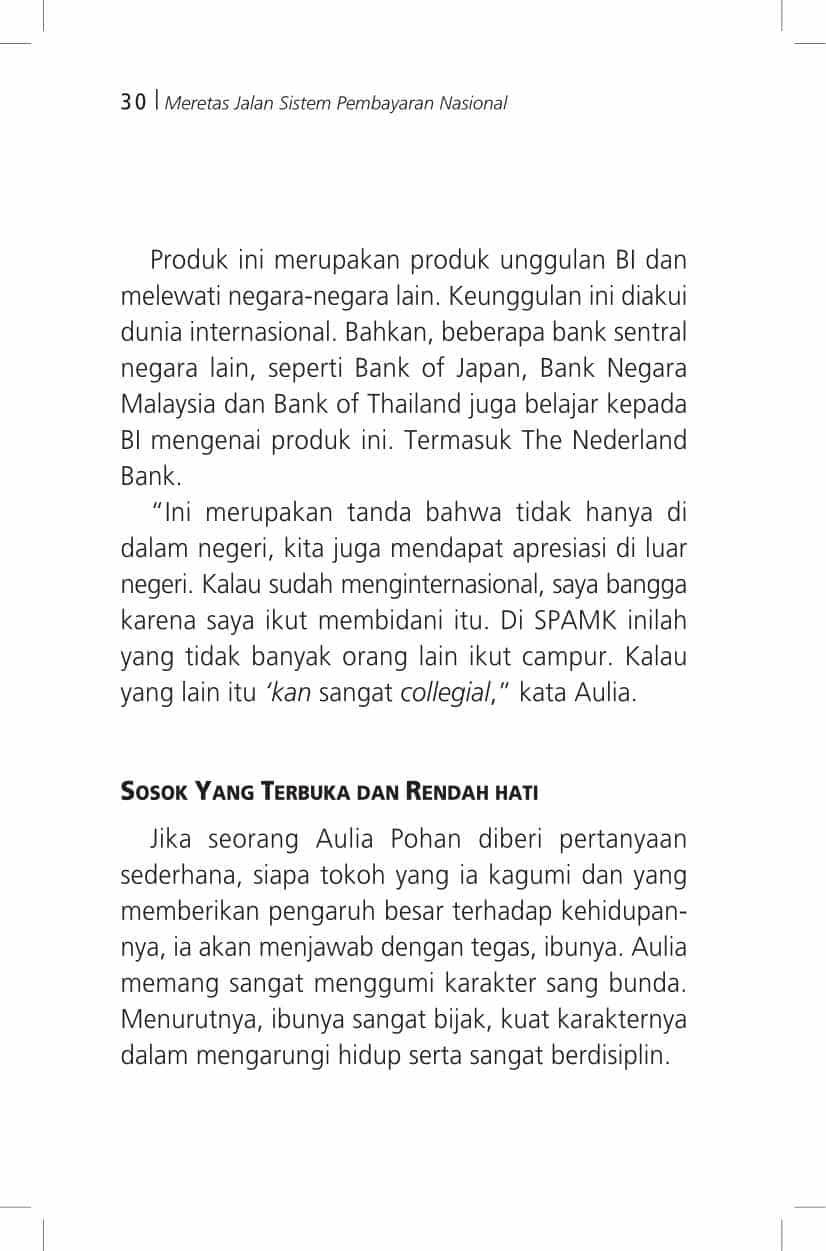 30 | Meretas Jalan Sistem Pembayaran Nasional
Produk ini merupakan produk unggulan BI dan
melewati negara-negara lain. Keunggulan ini diakui
dunia internasional. Bahkan, beberapa bank sentral
negara lain, seperti Bank of Japan, Bank Negara
Malaysia dan Bank of Thailand juga belajar kepada
BI mengenai produk ini. Termasuk The Nederland
Bank.
“Ini merupakan tanda bahwa tidak hanya di
dalam negeri, kita juga mendapat apresiasi di luar
negeri. Kalau sudah menginternasional, saya bangga
karena saya ikut membidani itu. Di SPAMK inilah
yang tidak banyak orang lain ikut campur. Kalau
yang lain itu ‘kan sangat collegial,” kata Aulia.
Sosok Yang Terbuka dan Rendah hati
Jika seorang Aulia Pohan diberi pertanyaan
sederhana, siapa tokoh yang ia kagumi dan yang
memberikan pengaruh besar terhadap kehidupan-
nya, ia akan menjawab dengan tegas, ibunya. Aulia
memang sangat menggumi karakter sang bunda.
Menurutnya, ibunya sangat bijak, kuat karakternya
dalam mengarungi hidup serta sangat berdisiplin.